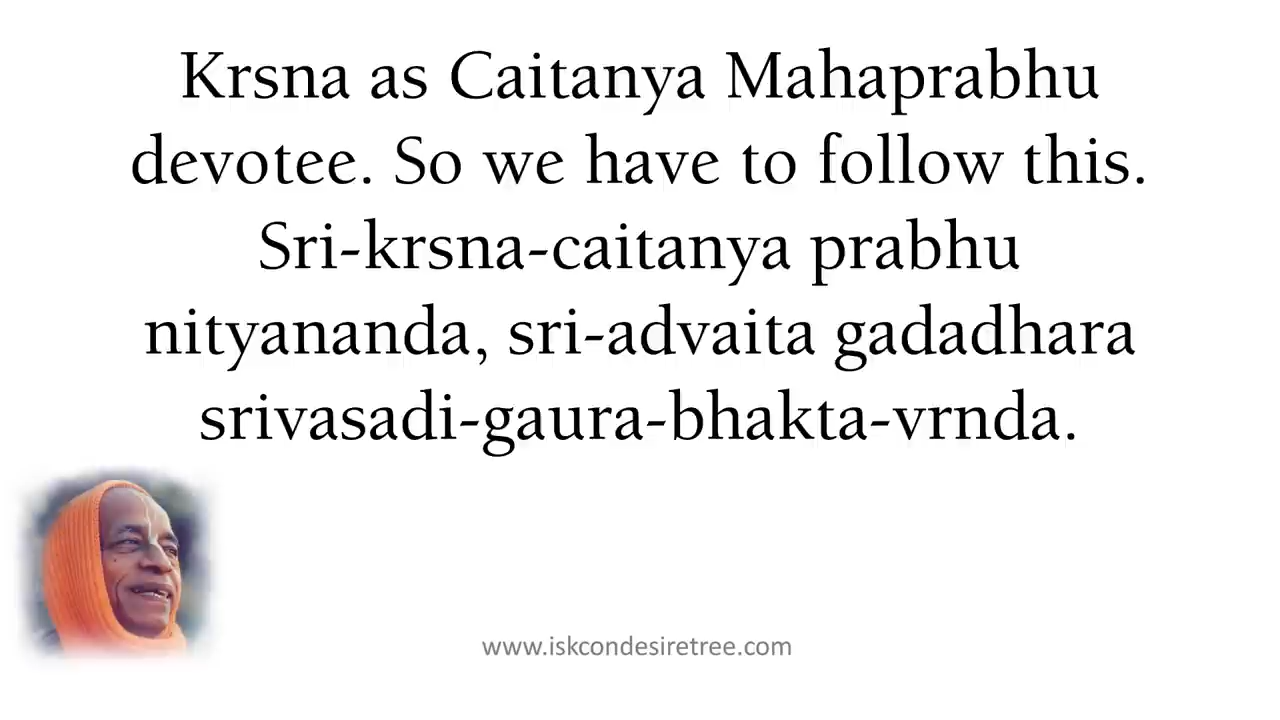 Krsna as Caitanya Mahaprabhu
devotee. So we have to follow this.
Sri-krsna-caitanya prabhu
nityananda, sri-advaita gadadhara
srivasadi-gaura-bhakta-vrnda.
www.iskcondesiretree.com